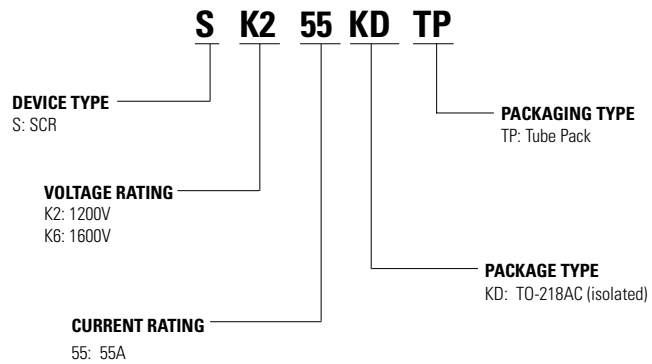 S K2 55 KD TP
DEVICE TYPE
S: SCR
PACKAGING TYPE
TP: Tube Pack
VOLTAGE RATING
K2: 1200V
K6: 1600V
PACKAGE TYPE
KD: TO-218AC (isolated)
CURRENT RATING
55: 55A